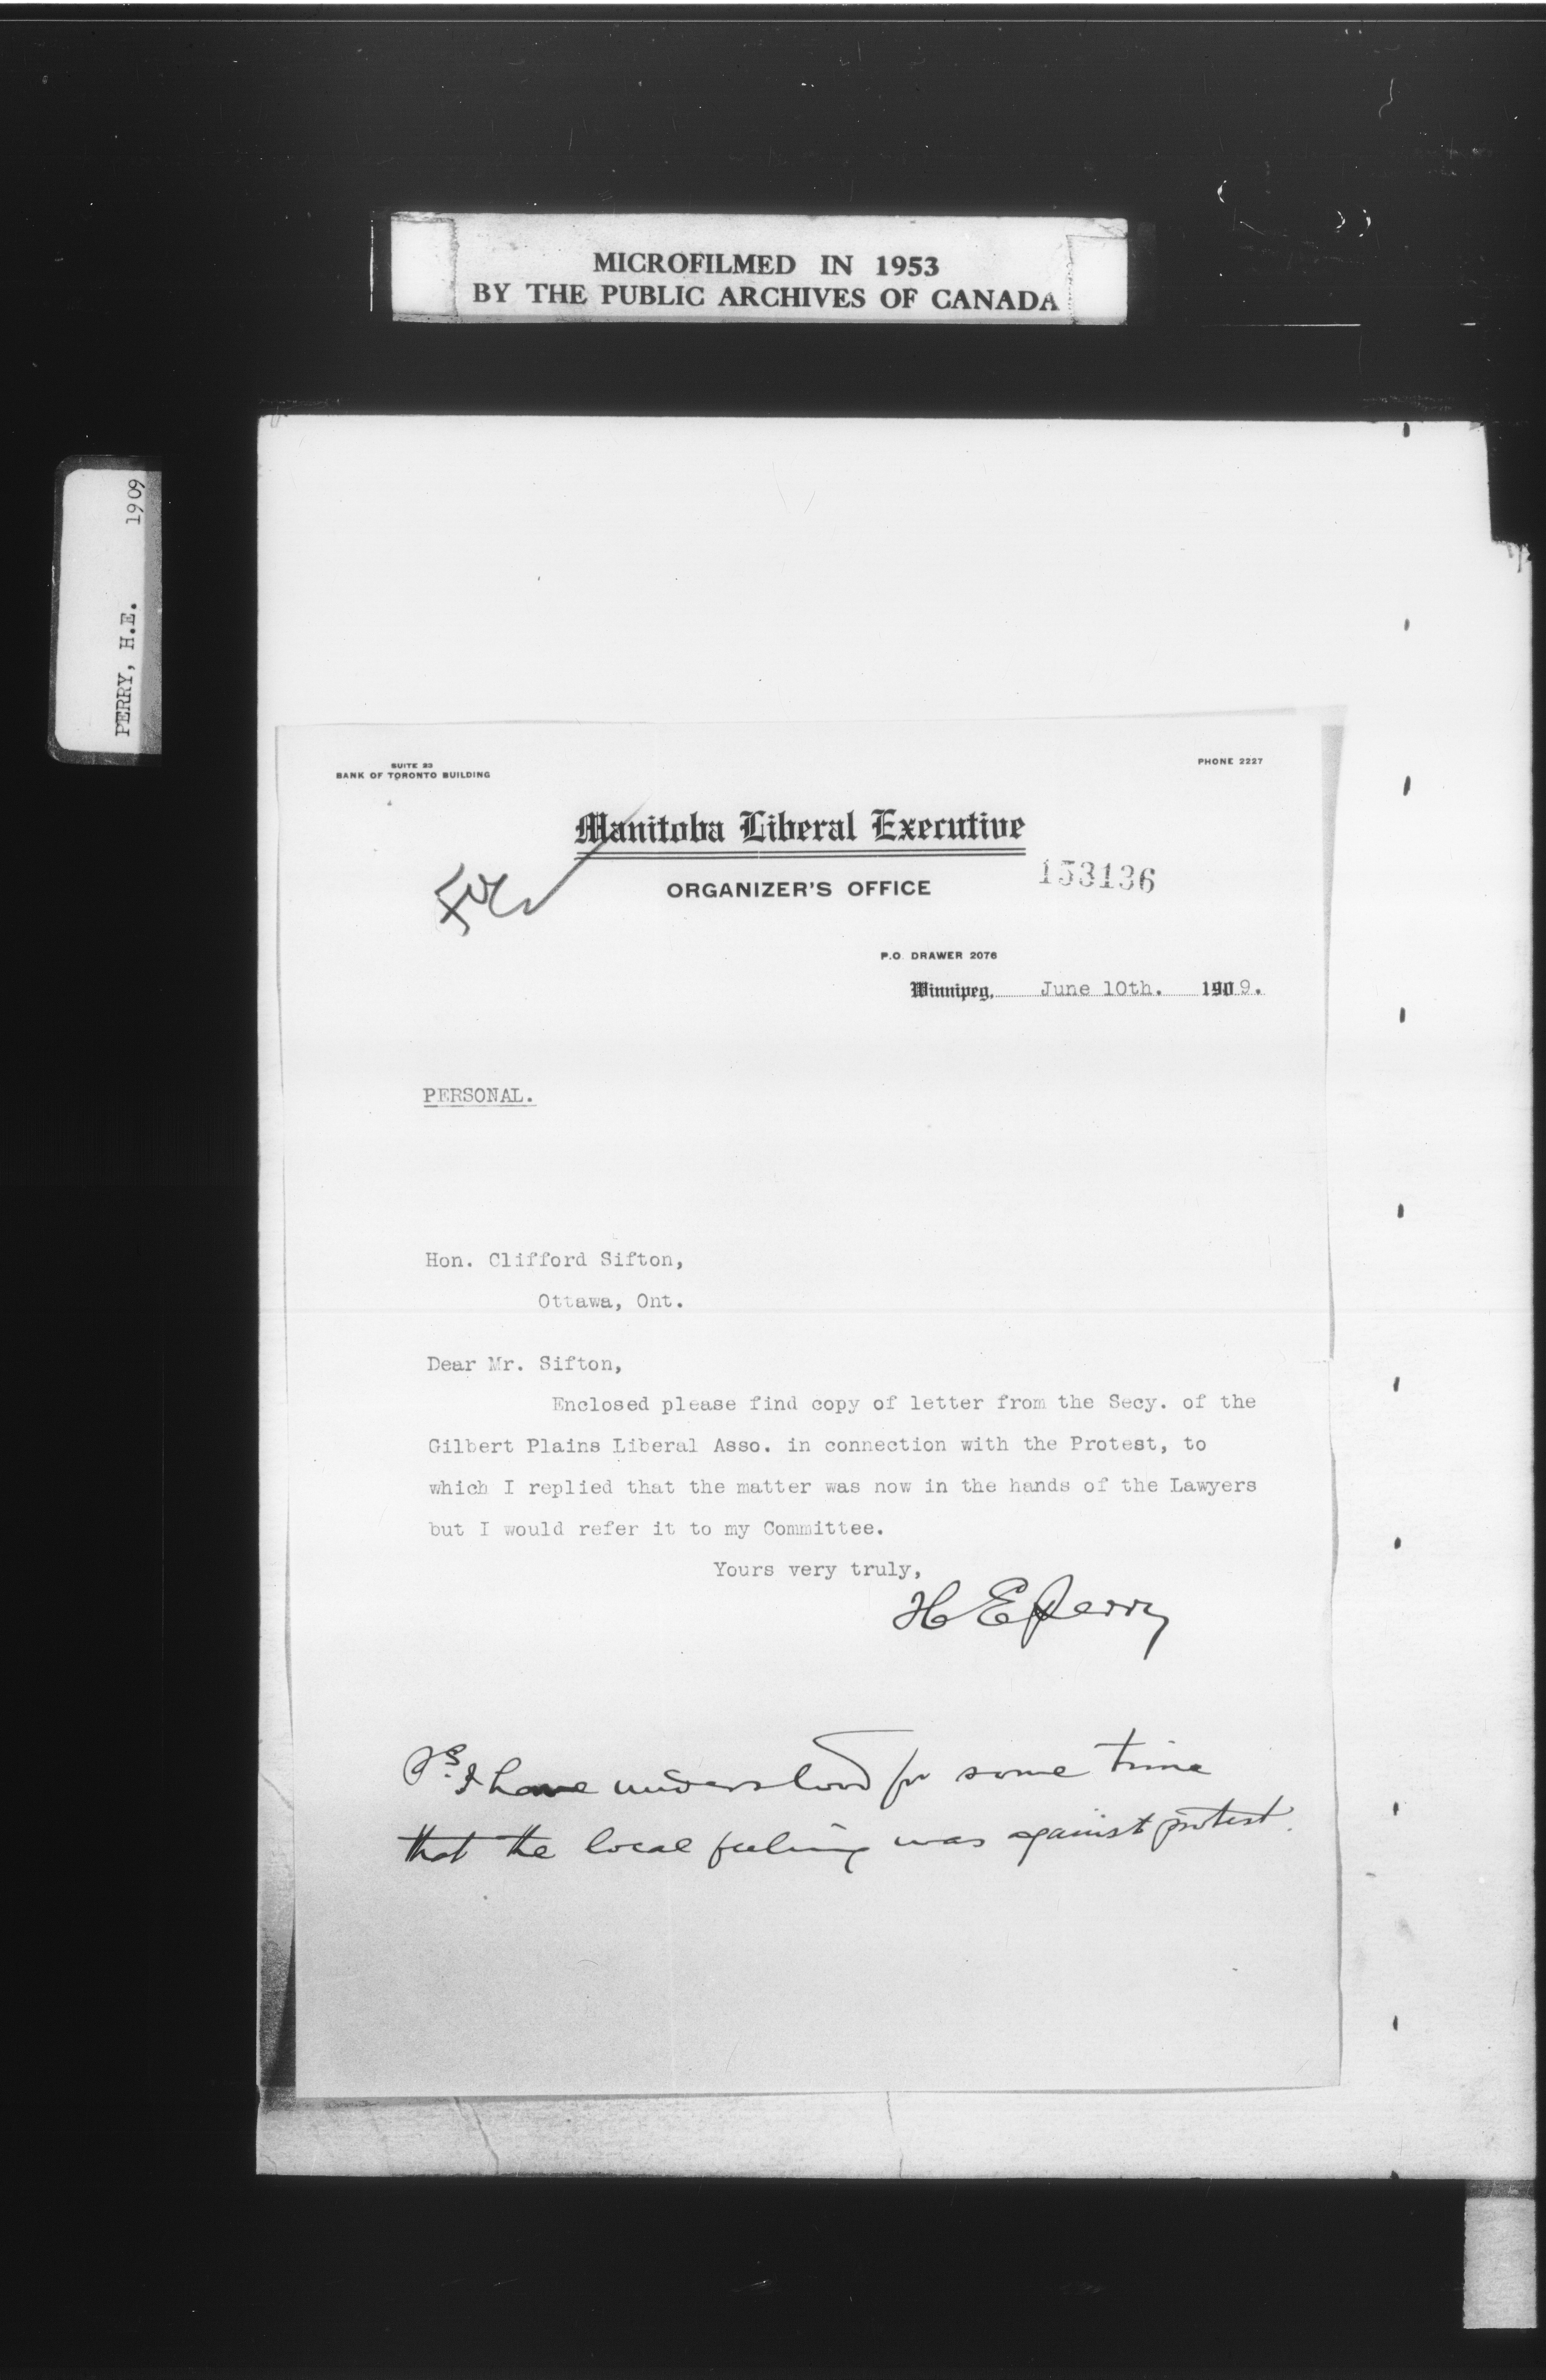 MICROFILMED IN 1953
BY THE PUBLIC ARCHIVES OF CANADA
PERRY, H.E. 1909
SUITE 23
BANK OF TORONTO BUILDING
PHONE 2227
Manitoba Liberal Executive
153136
ORGANIZER'S OFFICE
File
P.O. DRAWER 2076
Winnipeg, June 10th. 1909.
PERSONAL.
Hon. Clifford Sifton,
Ottawa, Ont.
Dear Mr. Sifton,
Enclosed please find copy of letter from the Secy. of the
Gilbert Plains Liberal Asso. in connection with the Protest, to
which I replied that the matter was now in the hands of the Lawyers
but I would refer it to my Committee.
Yours very truly,
H E Perry
PS. I have understood for some time
that the local feeling was against protest.